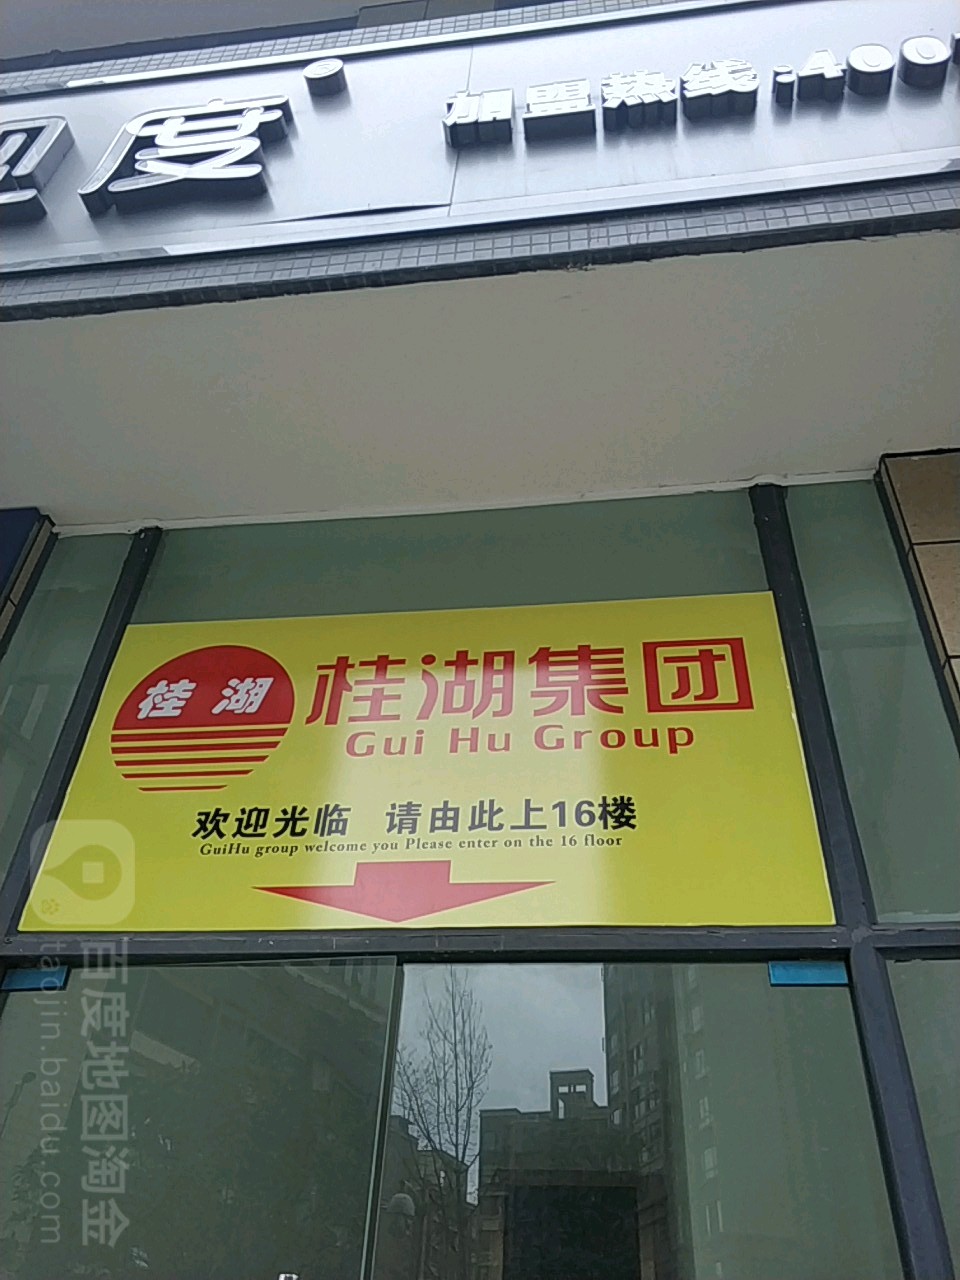 度®
加盟热线:400
桂湖
桂湖集团
Gui Hu Group
欢迎光临 请由此上16楼
GuiHu group welcome you Please enter on the 16 floor
百度地图淘金
taojin.baidu.com